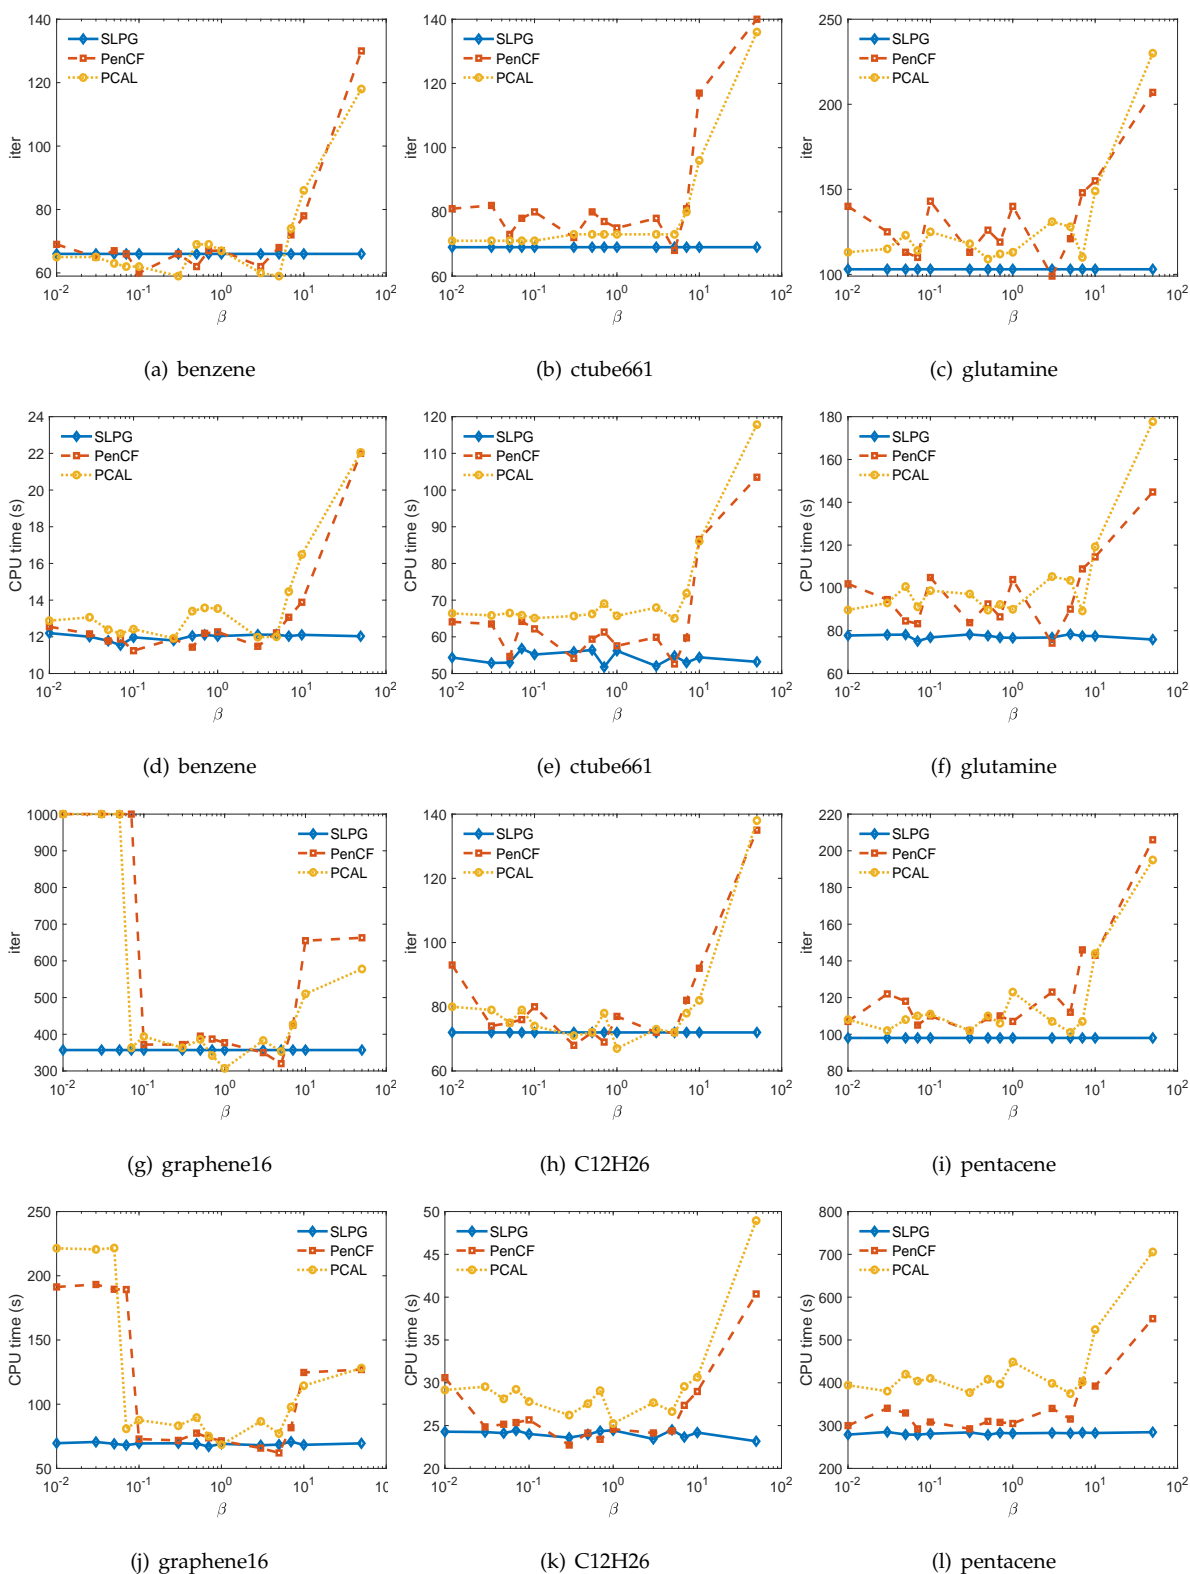 140
120
100
80
60
iter
SLPG
PenCF
PCAL
10-2 10-1 100 101 102
β
(a) benzene
140
130
120
110
100
90
80
70
60
iter
SLPG
PenCF
PCAL
10-2 10-1 100 101 102
β
(b) ctube661
250
200
150
100
iter
SLPG
PenCF
PCAL
10-2 10-1 100 101 102
β
(c) glutamine
24
22
20
18
16
14
12
10
CPU time (s)
SLPG
PenCF
PCAL
10-2 10-1 100 101 102
β
(d) benzene
120
110
100
90
80
70
60
50
CPU time (s)
SLPG
PenCF
PCAL
10-2 10-1 100 101 102
β
(e) ctube661
180
160
140
120
100
80
60
CPU time (s)
SLPG
PenCF
PCAL
10-2 10-1 100 101 102
β
(f) glutamine
1000
900
800
700
600
500
400
300
iter
SLPG
PenCF
PCAL
10-2 10-1 100 101 102
β
(g) graphene16
140
120
100
80
60
iter
SLPG
PenCF
PCAL
10-2 10-1 100 101 102
β
(h) C12H26
220
200
180
160
140
120
100
80
iter
SLPG
PenCF
PCAL
10-2 10-1 100 101 102
β
(i) pentacene
250
200
150
100
50
CPU time (s)
SLPG
PenCF
PCAL
10-2 10-1 100 101
β
(j) graphene16
50
45
40
35
30
25
20
CPU time (s)
SLPG
PenCF
PCAL
10-2 10-1 100 101 102
β
(k) C12H26
800
700
600
500
400
300
200
CPU time (s)
SLPG
PenCF
PCAL
10-2 10-1 100 101 102
β
(l) pentacene